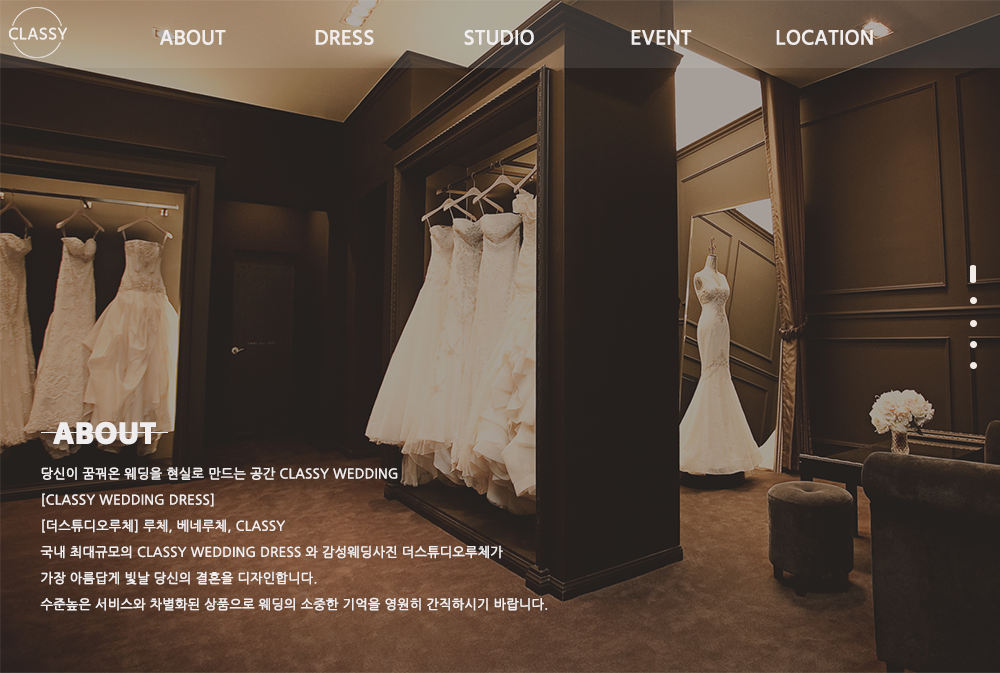 CLASSY
ABOUT DRESS STUDIO EVENT LOCATION
ABOUT
당신이 꿈꿔온 웨딩을 현실로 만드는 공간 CLASSY WEDDING
[CLASSY WEDDING DRESS]
[더스튜디오루체] 루체, 베네루체, CLASSY
국내 최대규모의 CLASSY WEDDING DRESS 와 감성웨딩사진 더스튜디오루체가
가장 아름답게 빛날 당신의 결혼을 디자인합니다.
수준높은 서비스와 차별화된 상품으로 웨딩의 소중한 기억을 영원히 간직하시기 바랍니다.